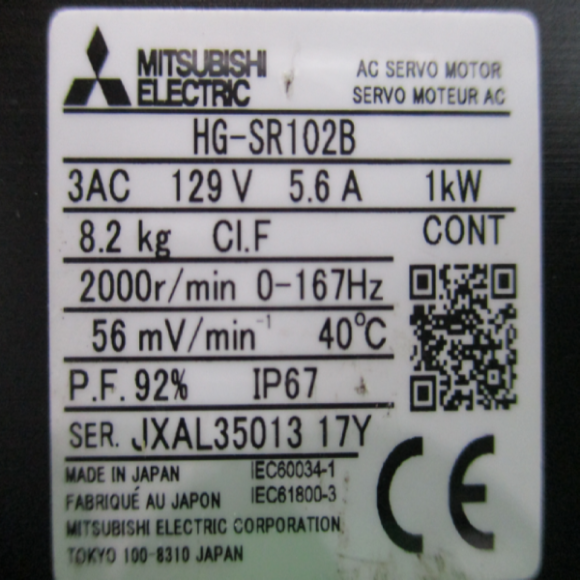 MITSUBISHI
ELECTRIC
AC SERVO MOTOR
SERVO MOTEUR AC
HG-SR102B
3AC 129 V 5.6 A 1kW
8.2 kg Cl.F CONT
2000r/min 0-167Hz
56 mV/min⁻¹ 40℃
P.F. 92% IP67
SER. JXAL35013 17Y
MADE IN JAPAN IEC60034-1
FABRIQUÉ AU JAPON IEC61800-3
MITSUBISHI ELECTRIC CORPORATION
TOKYO 100-8310 JAPAN
CE